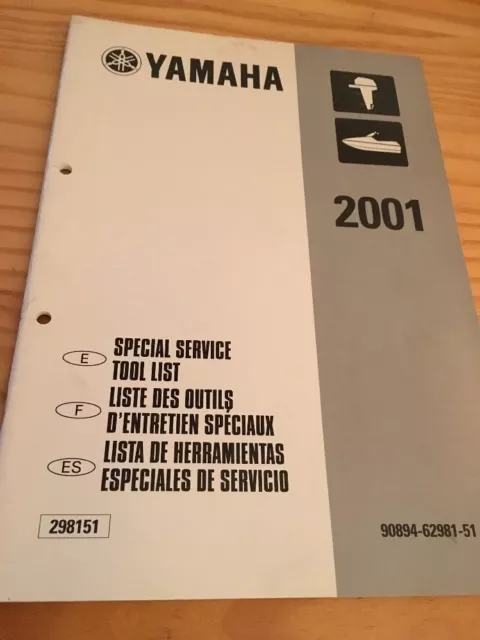 YAMAHA
2001
E SPECIAL SERVICE
TOOL LIST
F LISTE DES OUTILS
D'ENTRETIEN SPÉCIAUX
ES LISTA DE HERRAMIENTAS
ESPECIALES DE SERVICIO
298151
90894-62981-51